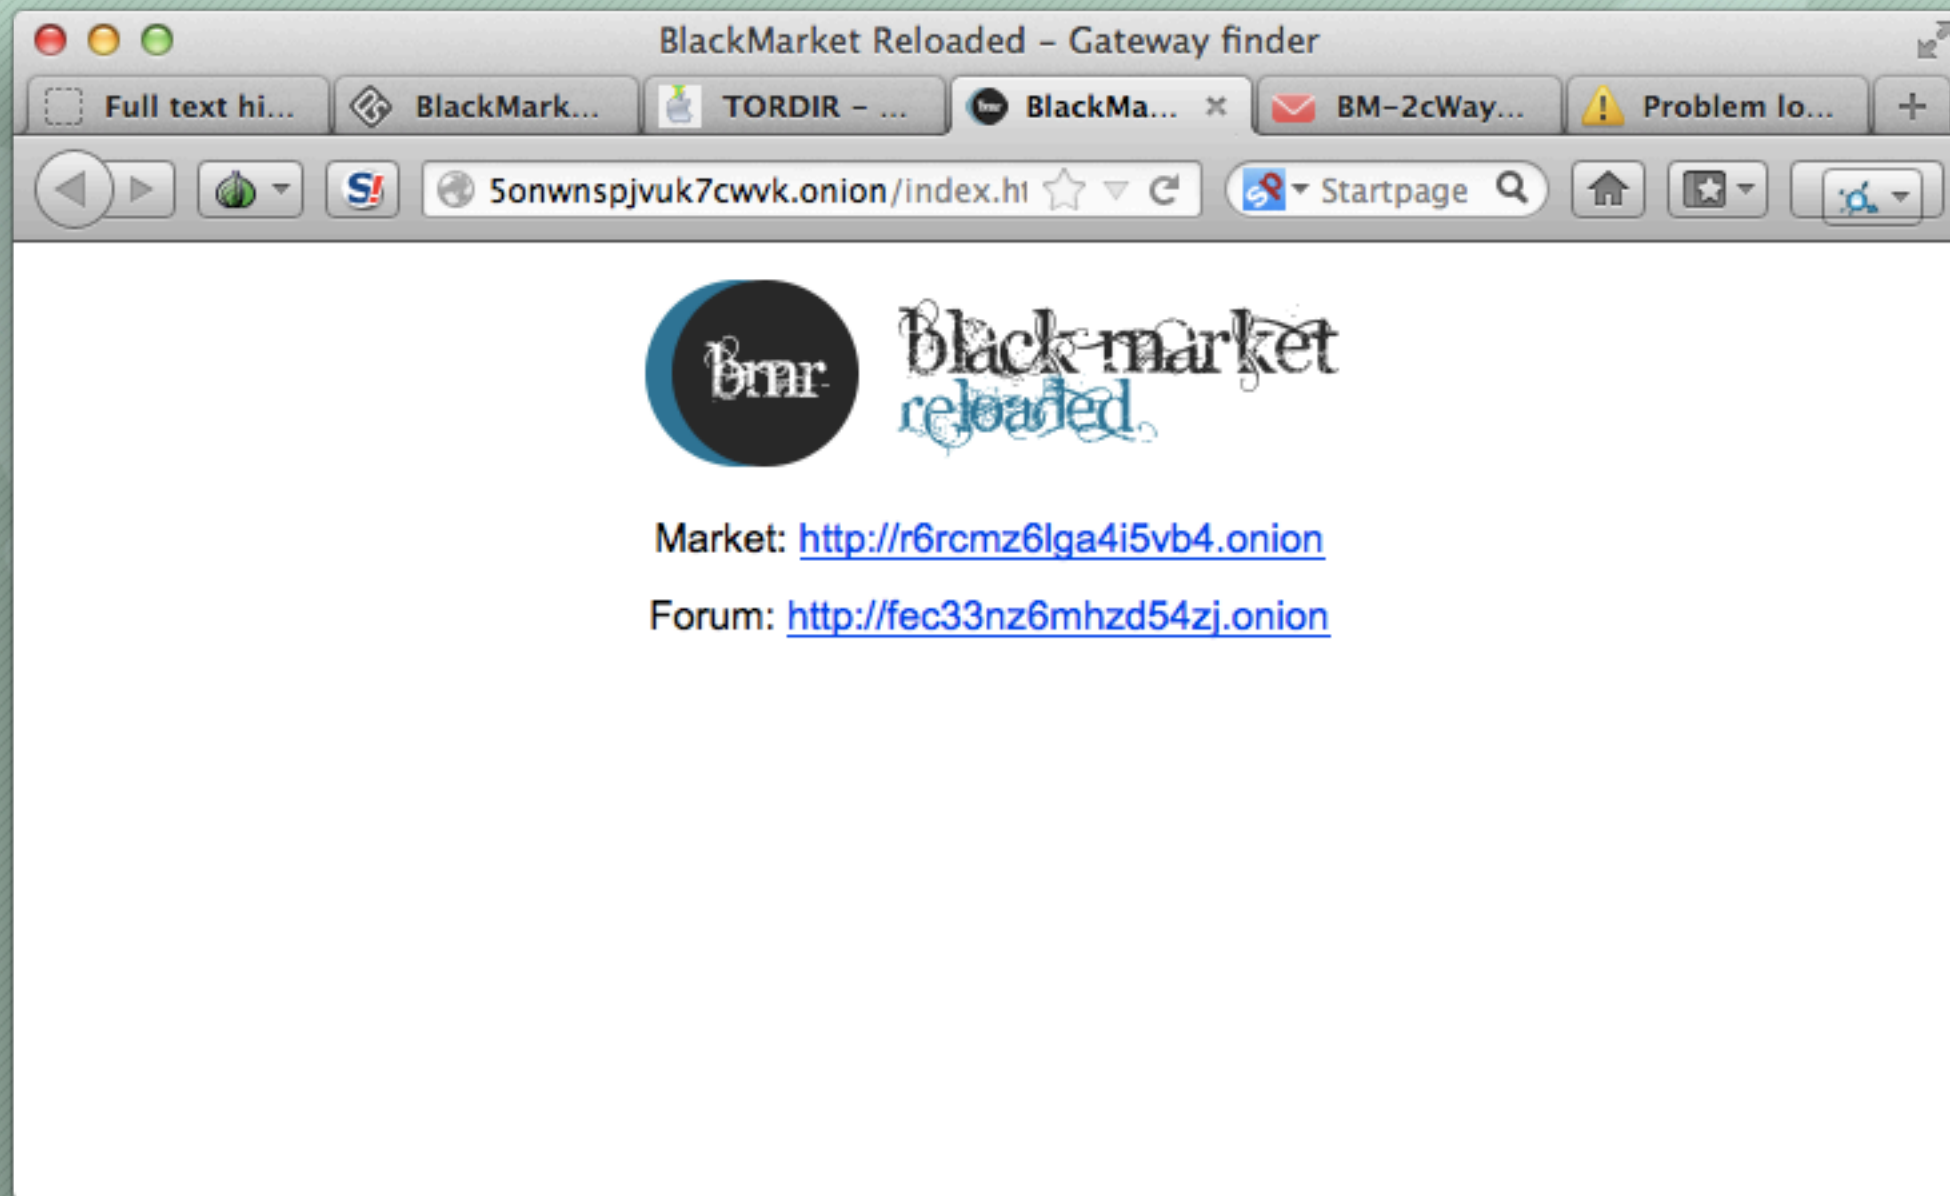 BlackMarket Reloaded – Gateway finder
Full text hi... BlackMark... TORDIR – ... BlackMa... BM-2cWay... Problem lo...
S! 5onwnspjvuk7cwvk.onion/index.ht Startpage
bmr
black market
reloaded
Market: http://r6rcmz6lga4i5vb4.onion
Forum: http://fec33nz6mhzd54zj.onion